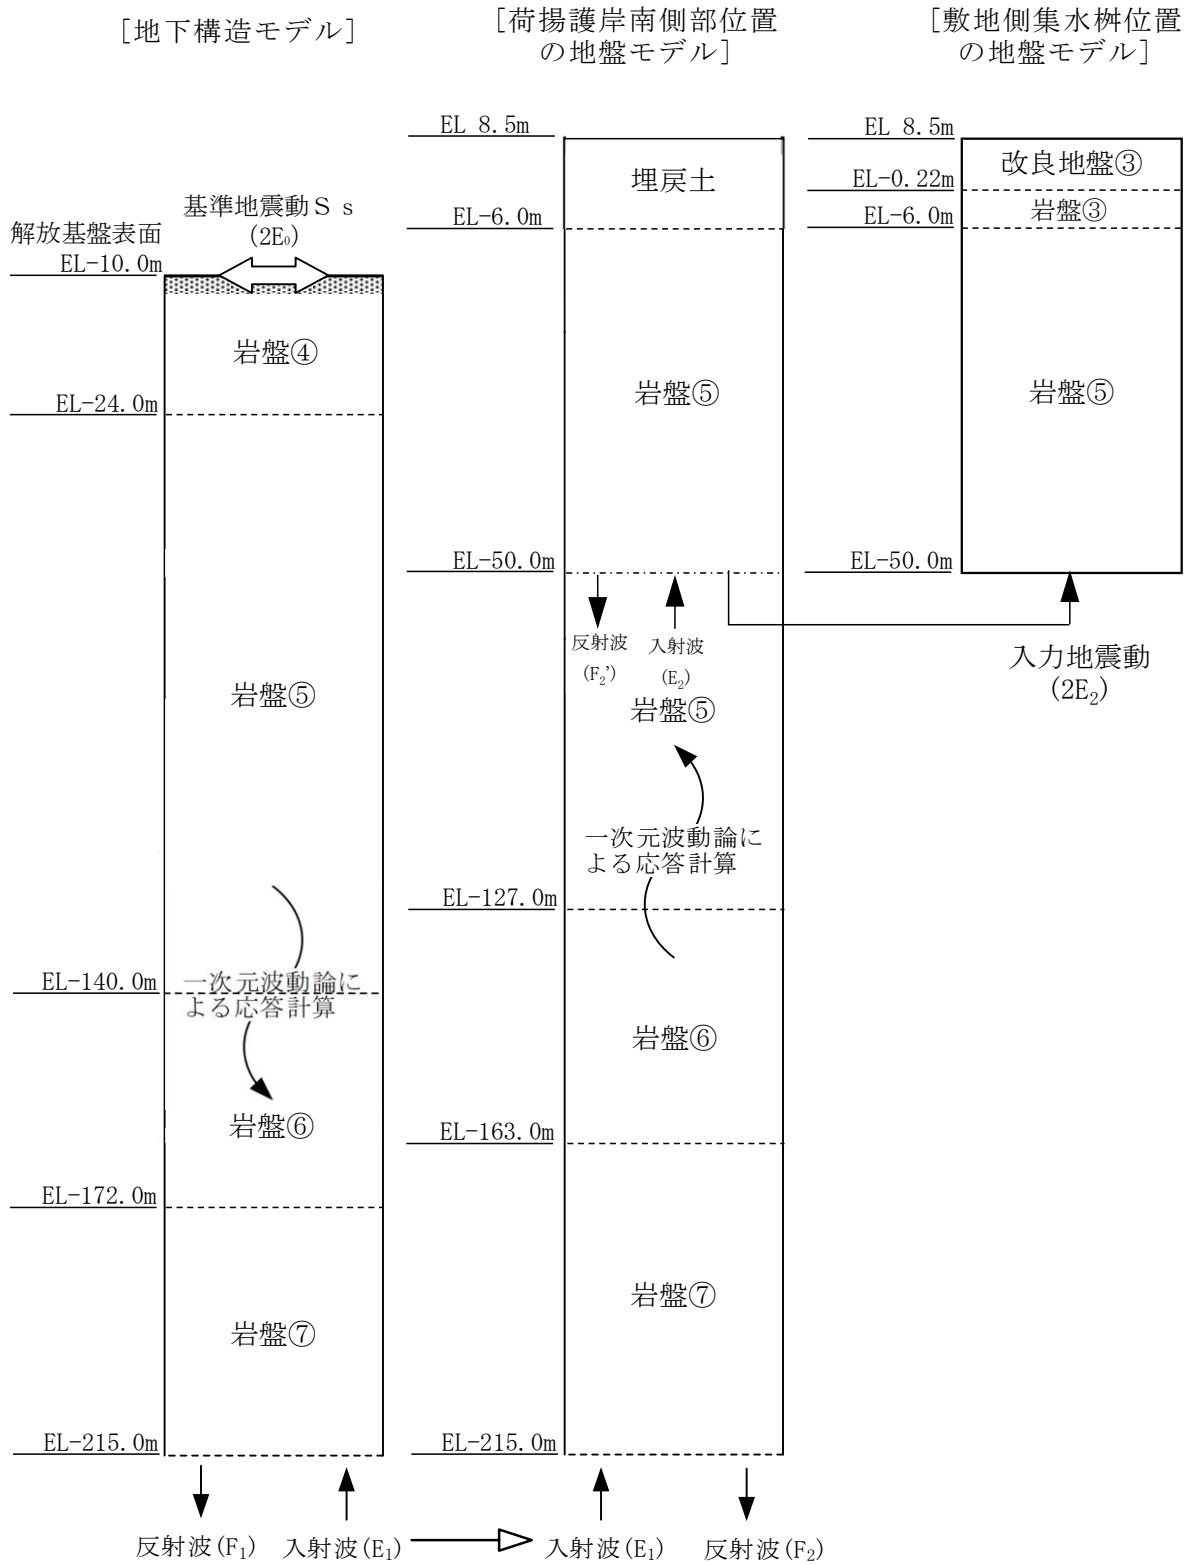 [地下構造モデル]
解放基盤表面
基準地震動Ｓｓ
(2E₀)
EL-10.0m
岩盤④
EL-24.0m
岩盤⑤
EL-140.0m
一次元波動論に
よる応答計算
岩盤⑥
EL-172.0m
岩盤⑦
EL-215.0m
反射波(F₁)
入射波(E₁)
[荷揚護岸南側部位置
の地盤モデル]
EL 8.5m
埋戻土
EL-6.0m
岩盤⑤
EL-50.0m
反射波
(F₂')
入射波
(E₂)
岩盤⑤
一次元波動論に
よる応答計算
EL-127.0m
岩盤⑥
EL-163.0m
岩盤⑦
EL-215.0m
入射波(E₁)
反射波(F₂)
[敷地側集水桝位置
の地盤モデル]
EL 8.5m
改良地盤③
EL-0.22m
岩盤③
EL-6.0m
岩盤⑤
EL-50.0m
入力地震動
(2E₂)